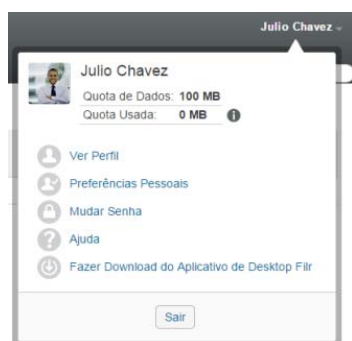 Julio Chavez
Julio Chavez
Quota de Dados: 100 MB
Quota Usada: 0 MB
Ver Perfil
Preferências Pessoais
Mudar Senha
Ajuda
Fazer Download do Aplicativo de Desktop Filr
Sair